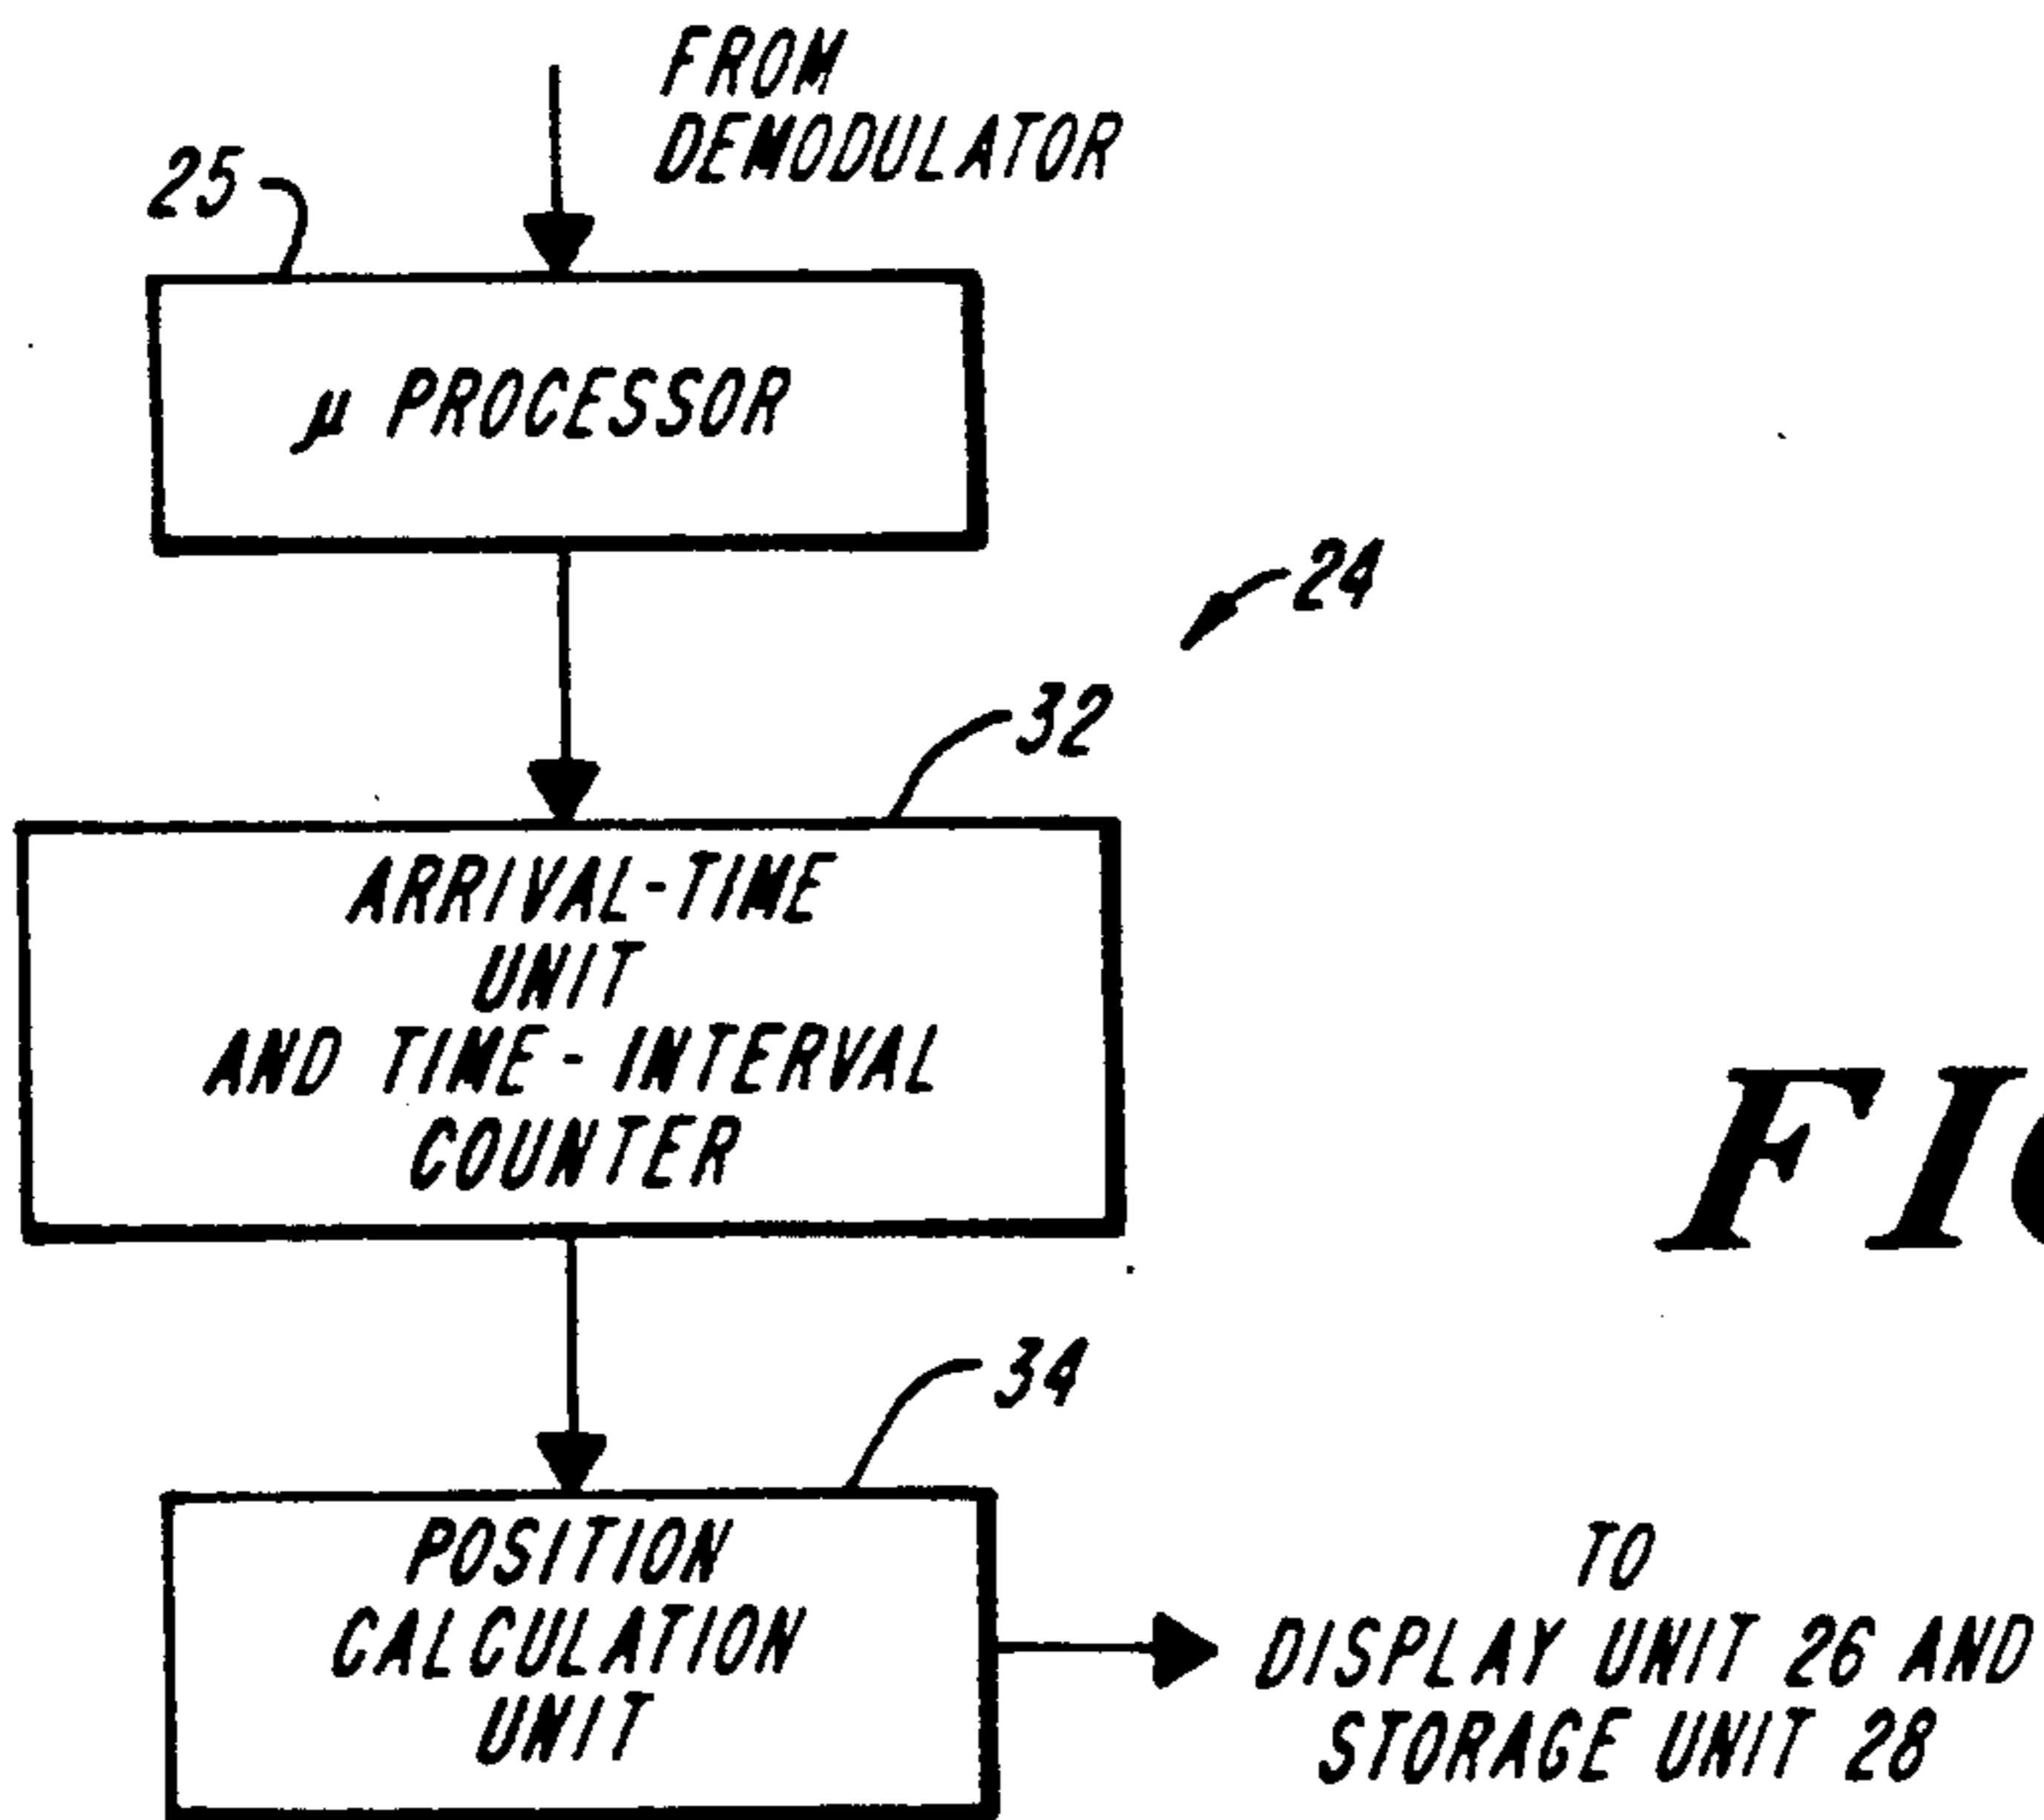 FROM
DEMODULATOR
25
μ PROCESSOR
24
32
ARRIVAL-TIME
UNIT
AND TIME-INTERVAL
COUNTER
FIG
34
POSITION
CALCULATION
UNIT
TO
DISPLAY UNIT 26 AND
STORAGE UNIT 28